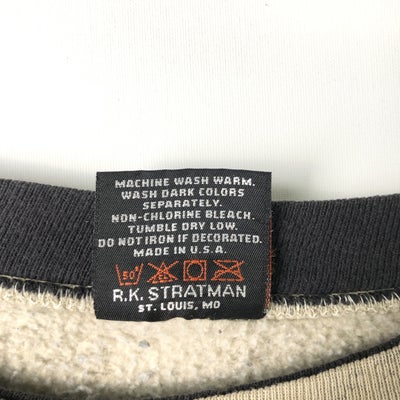 MACHINE WASH WARM.
WASH DARK COLORS
SEPARATELY.
NON-CHLORINE BLEACH.
TUMBLE DRY LOW.
DO NOT IRON IF DECORATED.
MADE IN U.S.A.
50°
R.K. STRATMAN
ST. LOUIS, MO